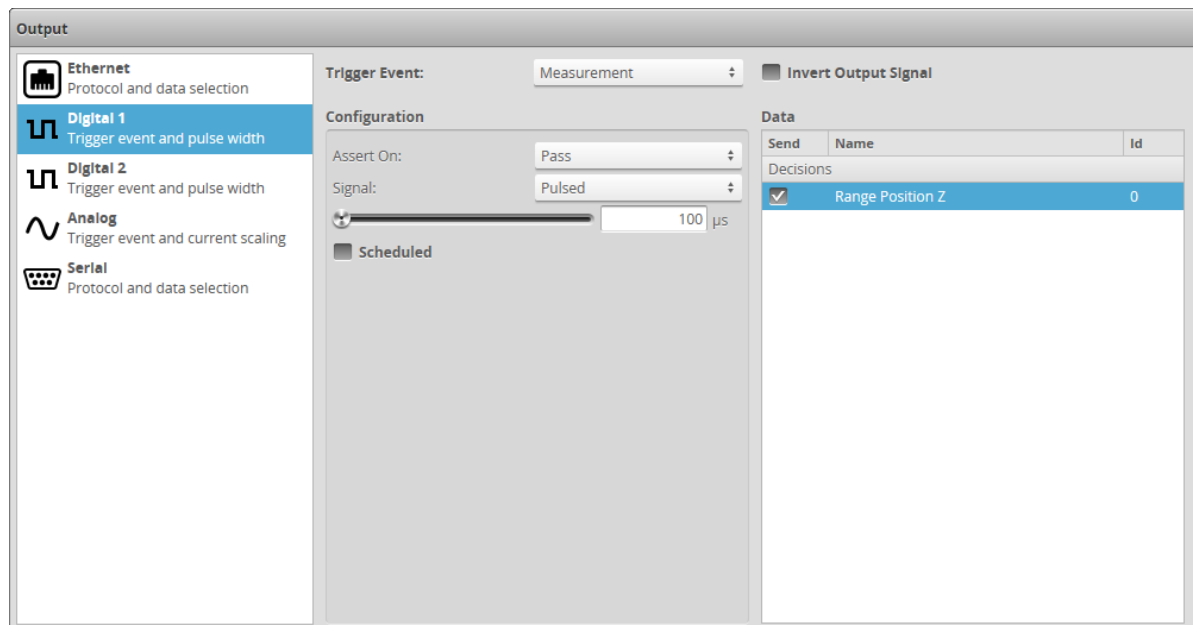 Output
Ethernet
Protocol and data selection
Digital 1
Trigger event and pulse width
Digital 2
Trigger event and pulse width
Analog
Trigger event and current scaling
Serial
Protocol and data selection
Trigger Event: Measurement
Configuration
Assert On: Pass
Signal: Pulsed
100 µs
Scheduled
Invert Output Signal
Data
Send Name Id
Decisions
Range Position Z 0